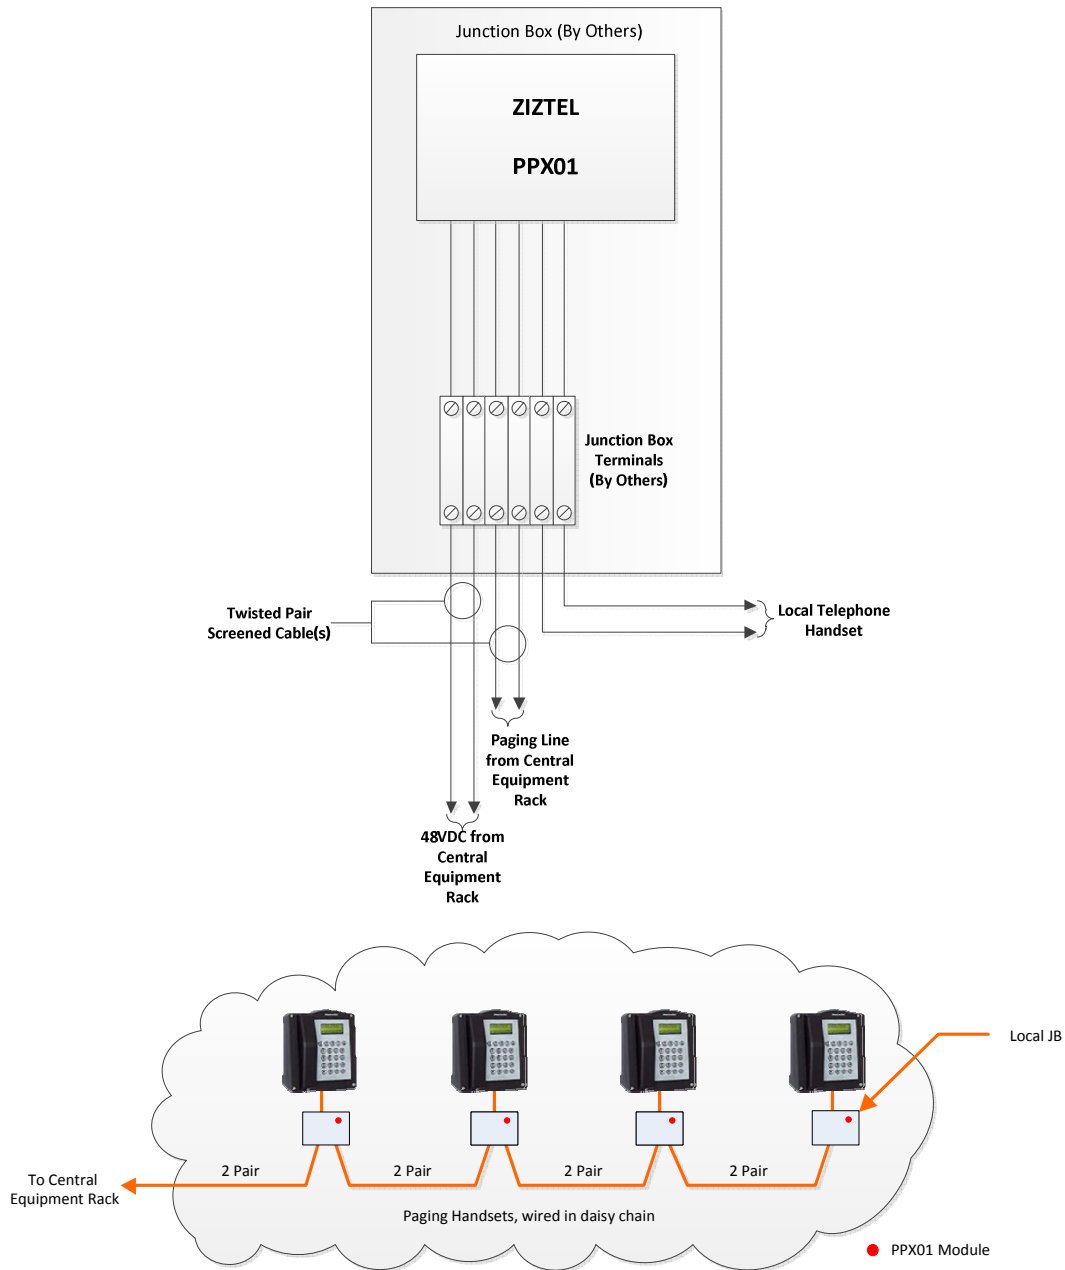 Junction Box (By Others)
ZIZTEL
PPX01
Junction Box
Terminals
(By Others)
Twisted Pair
Screened Cable(s)
Local Telephone
Handset
Paging Line
from Central
Equipment
Rack
48VDC from
Central
Equipment
Rack
Local JB
2 Pair
2 Pair
2 Pair
2 Pair
To Central
Equipment Rack
Paging Handsets, wired in daisy chain
PPX01 Module